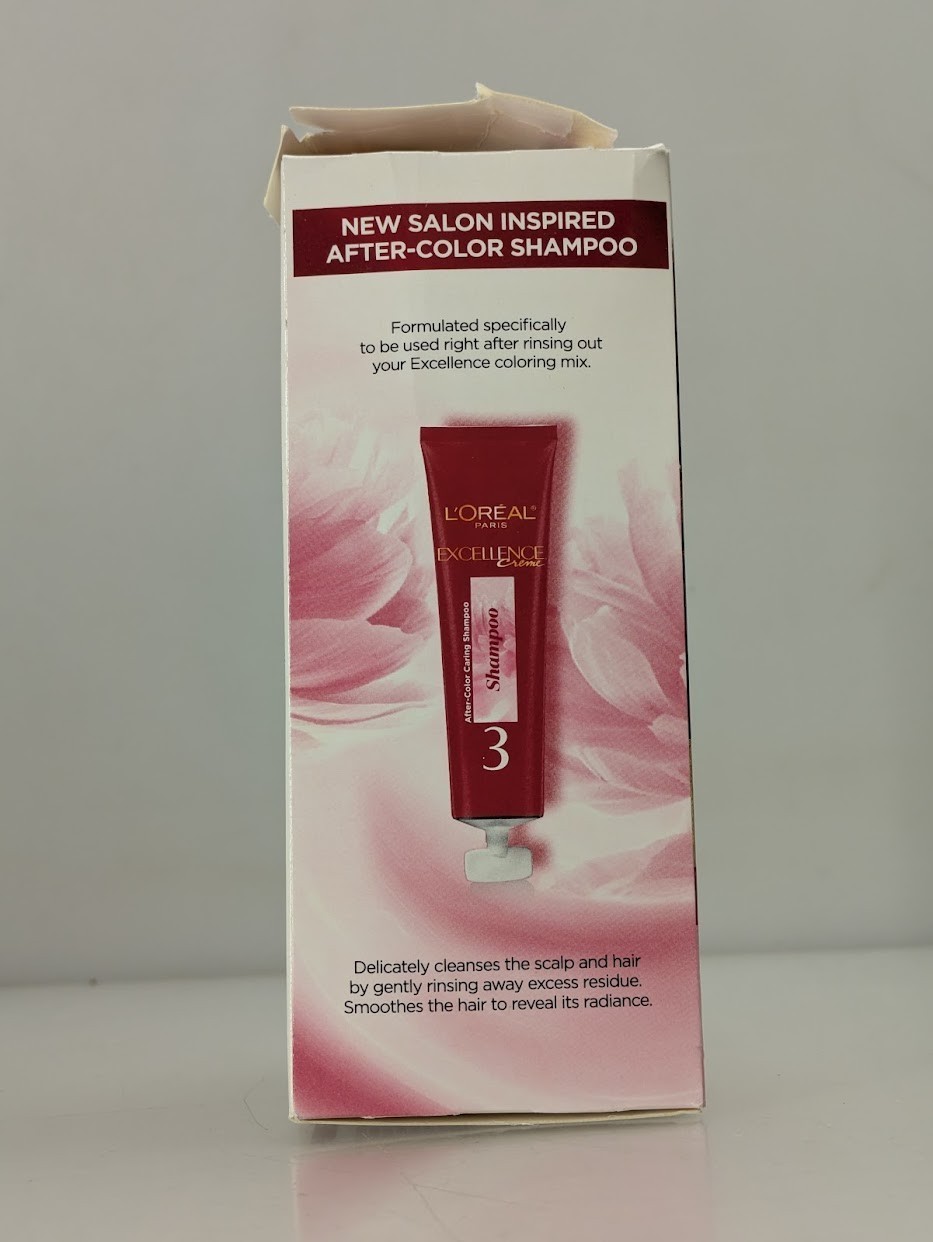 NEW SALON INSPIRED
AFTER-COLOR SHAMPOO
Formulated specifically
to be used right after rinsing out
your Excellence coloring mix.
L'ORÉAL®
PARIS
EXCELLENCE
Creme
After-Color Caring Shampoo
Shampoo
3
Delicately cleanses the scalp and hair
by gently rinsing away excess residue.
Smoothes the hair to reveal its radiance.